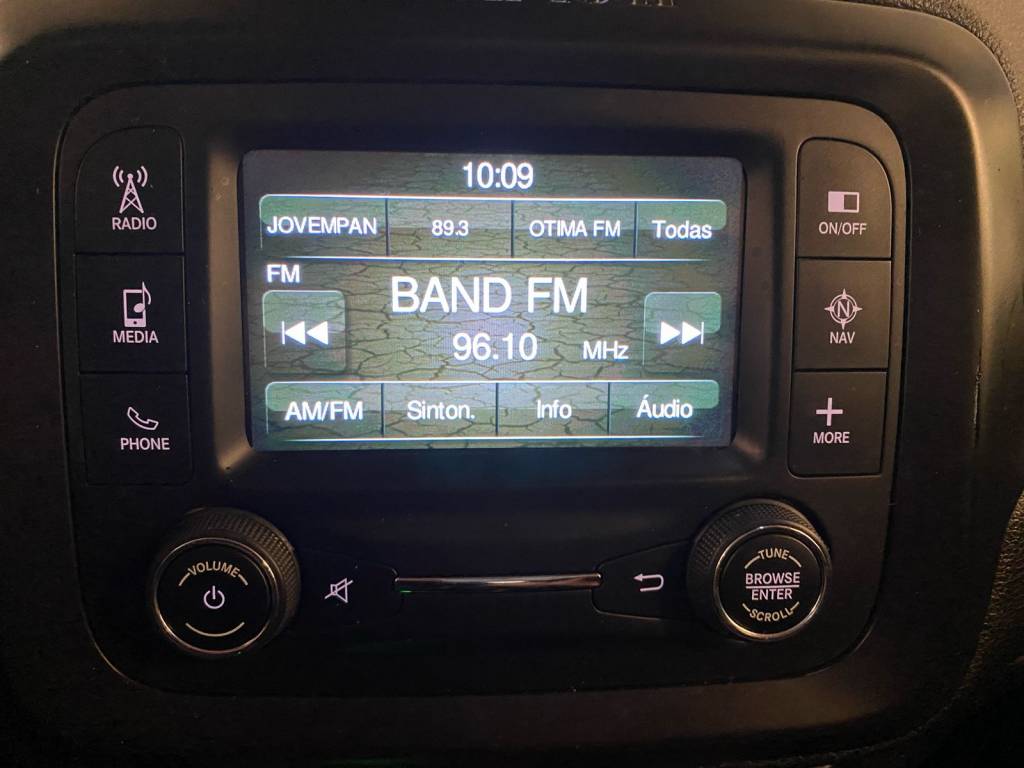 10:09
JOVEMPAN 89.3 OTIMA FM Todas
FM
BAND FM
96.10 MHz
AM/FM Sinton. Info Áudio
RADIO
MEDIA
PHONE
ON/OFF
N
NAV
MORE
VOLUME
TUNE
BROWSE
ENTER
SCROLL